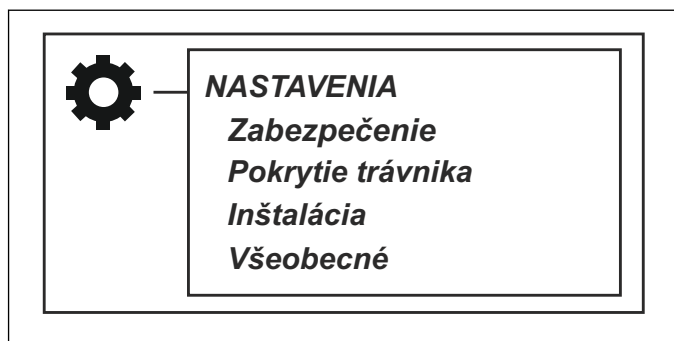 NASTAVENIA
Zabezpečenie
Pokrytie trávnika
Inštalácia
Všeobecné